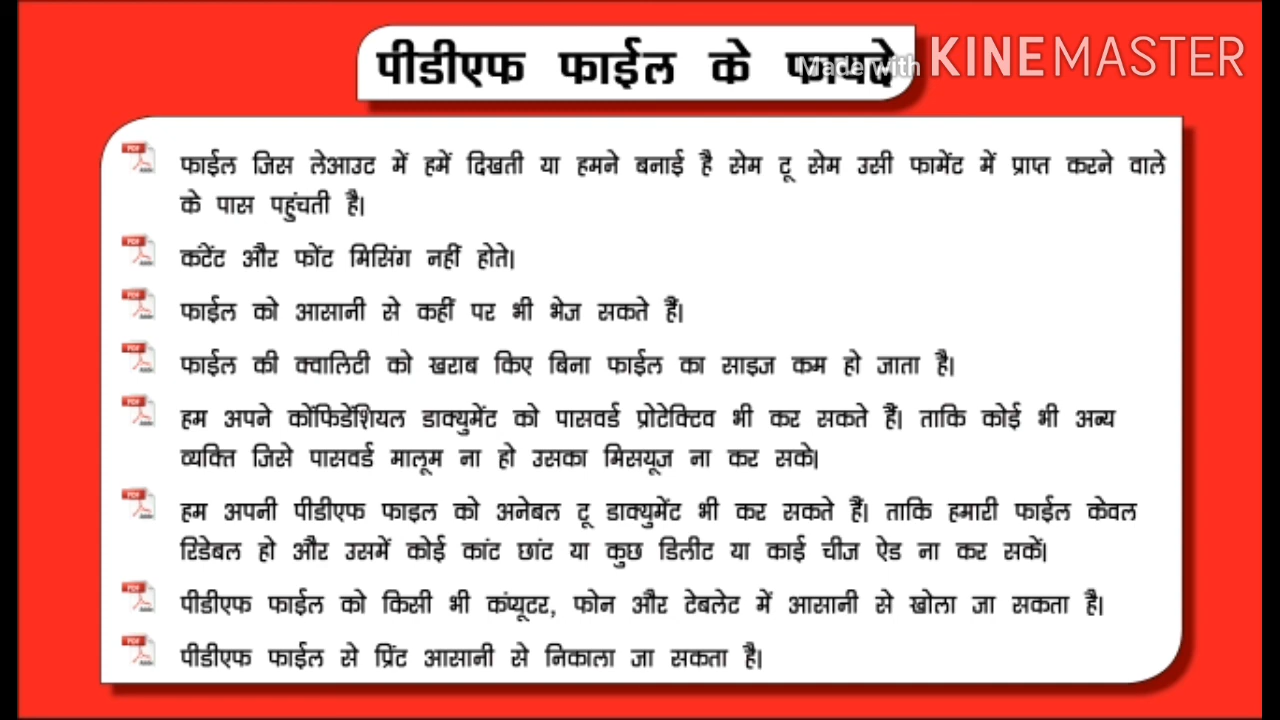 पीडीएफ फाईल के फायदे
Made with KINEMASTER
फाईल जिस लेआउट में हमें दिखती या हमने बनाई है सेम टू सेम उसी फार्मेट में प्राप्त करने वाले
के पास पहुंचती है।
कंटेंट और फोंट मिसिंग नहीं होते।
फाईल को आसानी से कहीं पर भी भेज सकते हैं।
फाईल की क्वालिटी को खराब किए बिना फाईल का साइज कम हो जाता है।
हम अपने कोंफिडेंशियल डाक्युमेंट को पासवर्ड प्रोटेक्टिव भी कर सकते हैं। ताकि कोई भी अन्य
व्यक्ति जिसे पासवर्ड मालूम ना हो उसका मिसयूज ना कर सके।
हम अपनी पीडीएफ फाइल को अनेबल टू डाक्युमेंट भी कर सकते हैं। ताकि हमारी फाईल केवल
रिडेबल हो और उसमें कोई कांट छांट या कुछ डिलीट या काई चीज ऐड ना कर सकें।
पीडीएफ फाईल को किसी भी कंप्यूटर, फोन और टेबलेट में आसानी से खोला जा सकता है।
पीडीएफ फाईल से प्रिंट आसानी से निकाला जा सकता है।